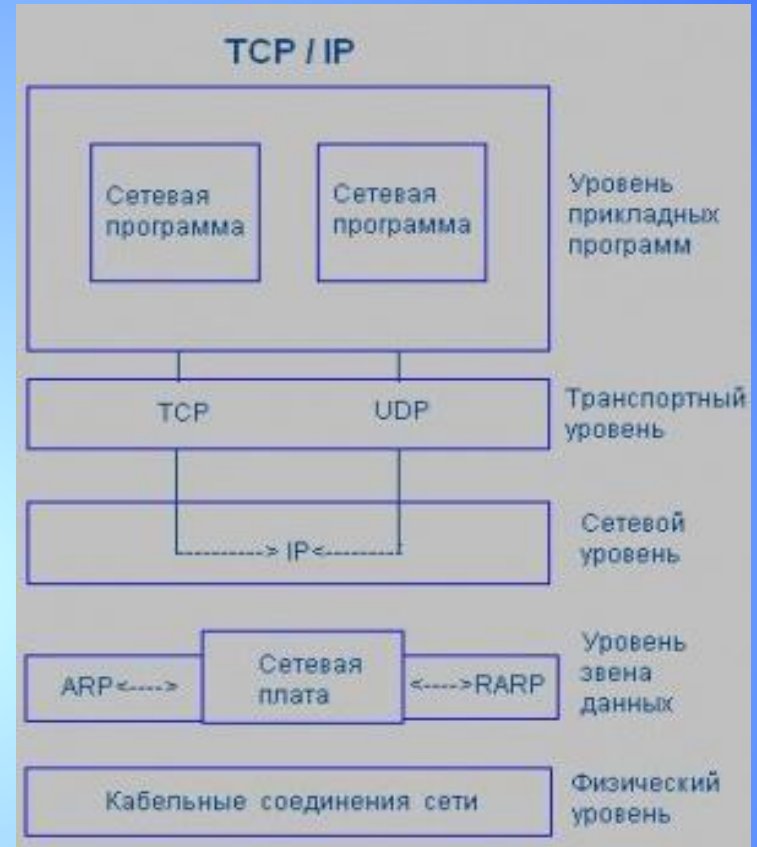 TCP / IP
Сетевая
программа
Сетевая
программа
Уровень
прикладных
программ
TCP
UDP
Транспортный
уровень
-----------> IP<---------
Сетевой
уровень
ARP<---->
Сетевая
плата
<---->RARP
Уровень
звена
данных
Кабельные соединения сети
Физический
уровень